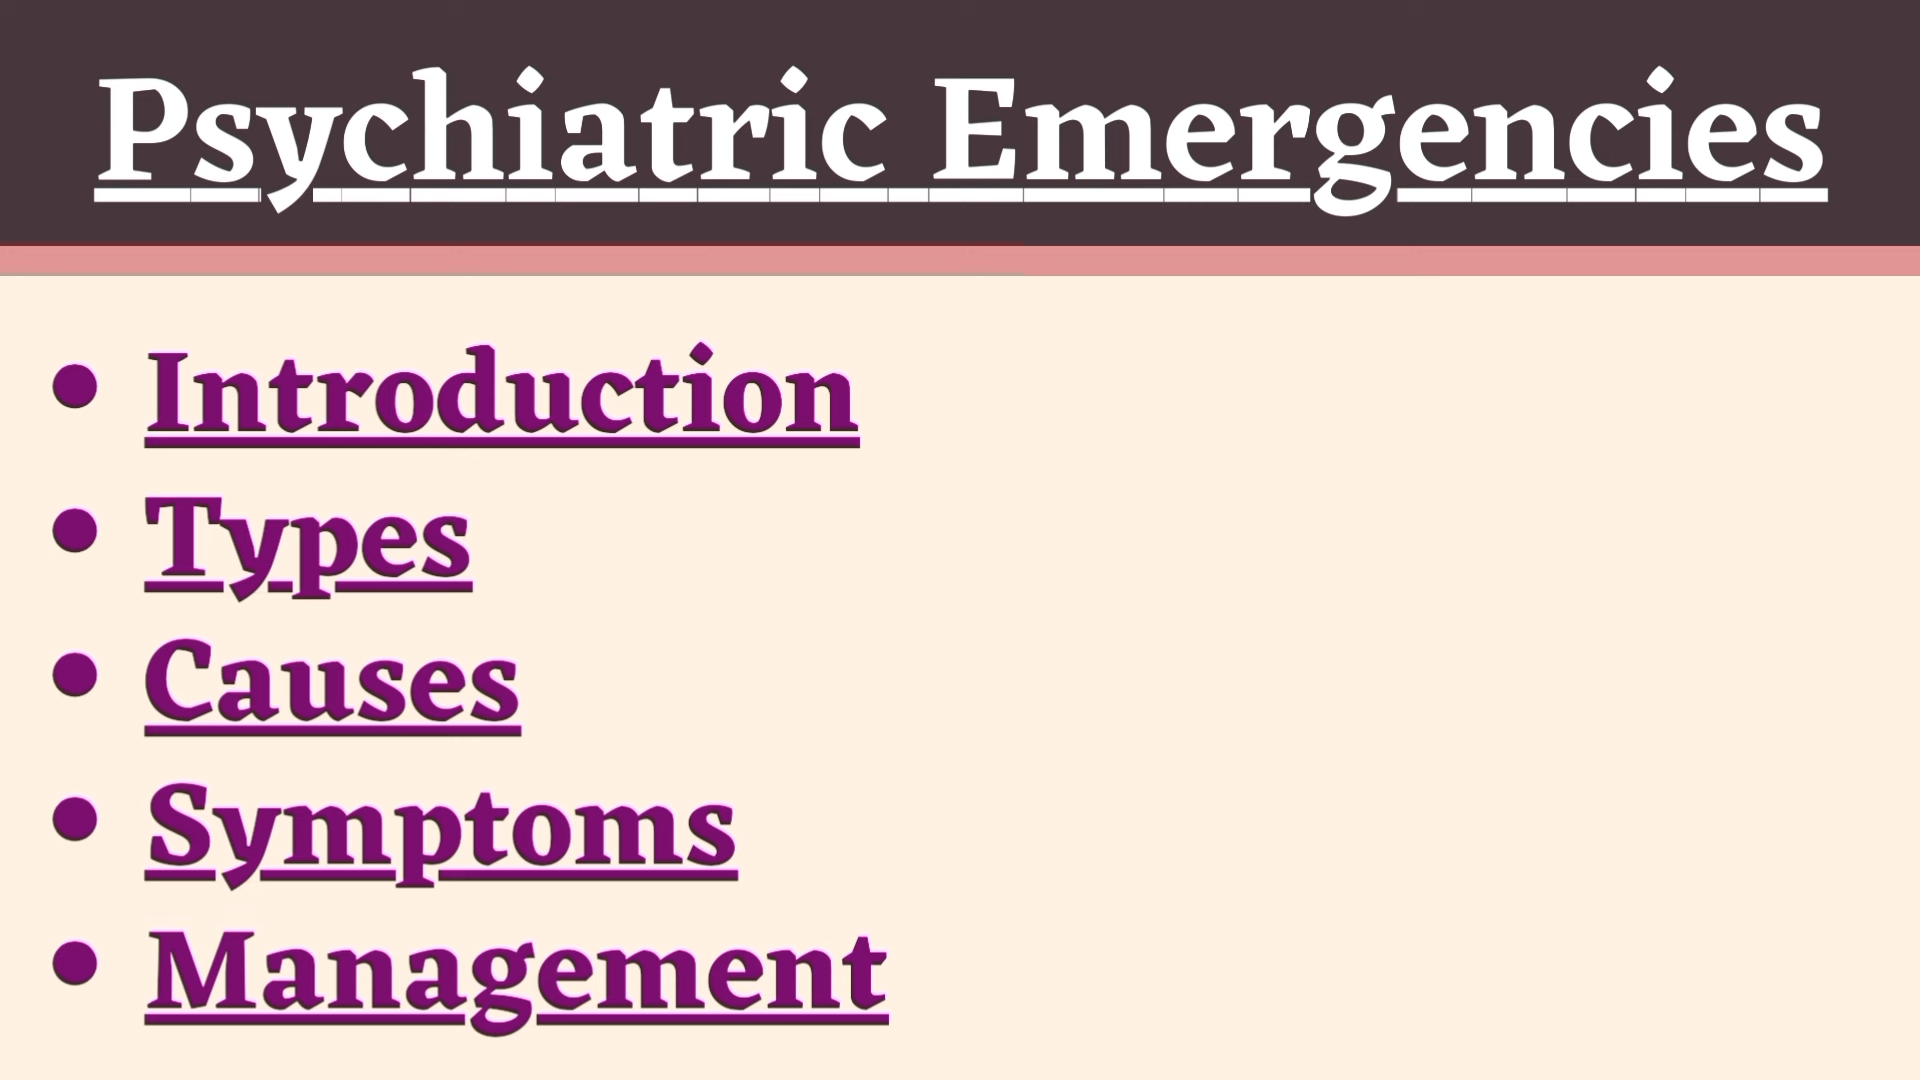 Psychiatric Emergencies
• Introduction
• Types
• Causes
• Symptoms
• Management